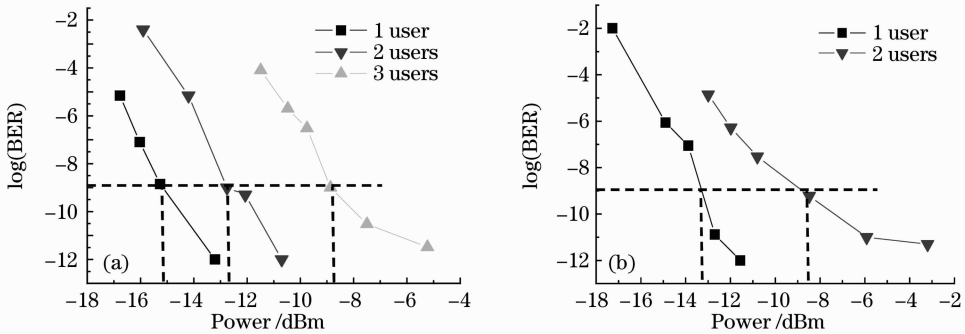 −2
−4
−6
−8
−10
−12
−18 −16 −14 −12 −10 −8 −6 −4
log(BER)
Power /dBm
1 user
2 users
3 users
(a)
−2
−4
−6
−8
−10
−12
−18 −16 −14 −12 −10 −8 −6 −4 −2
log(BER)
Power /dBm
1 user
2 users
(b)